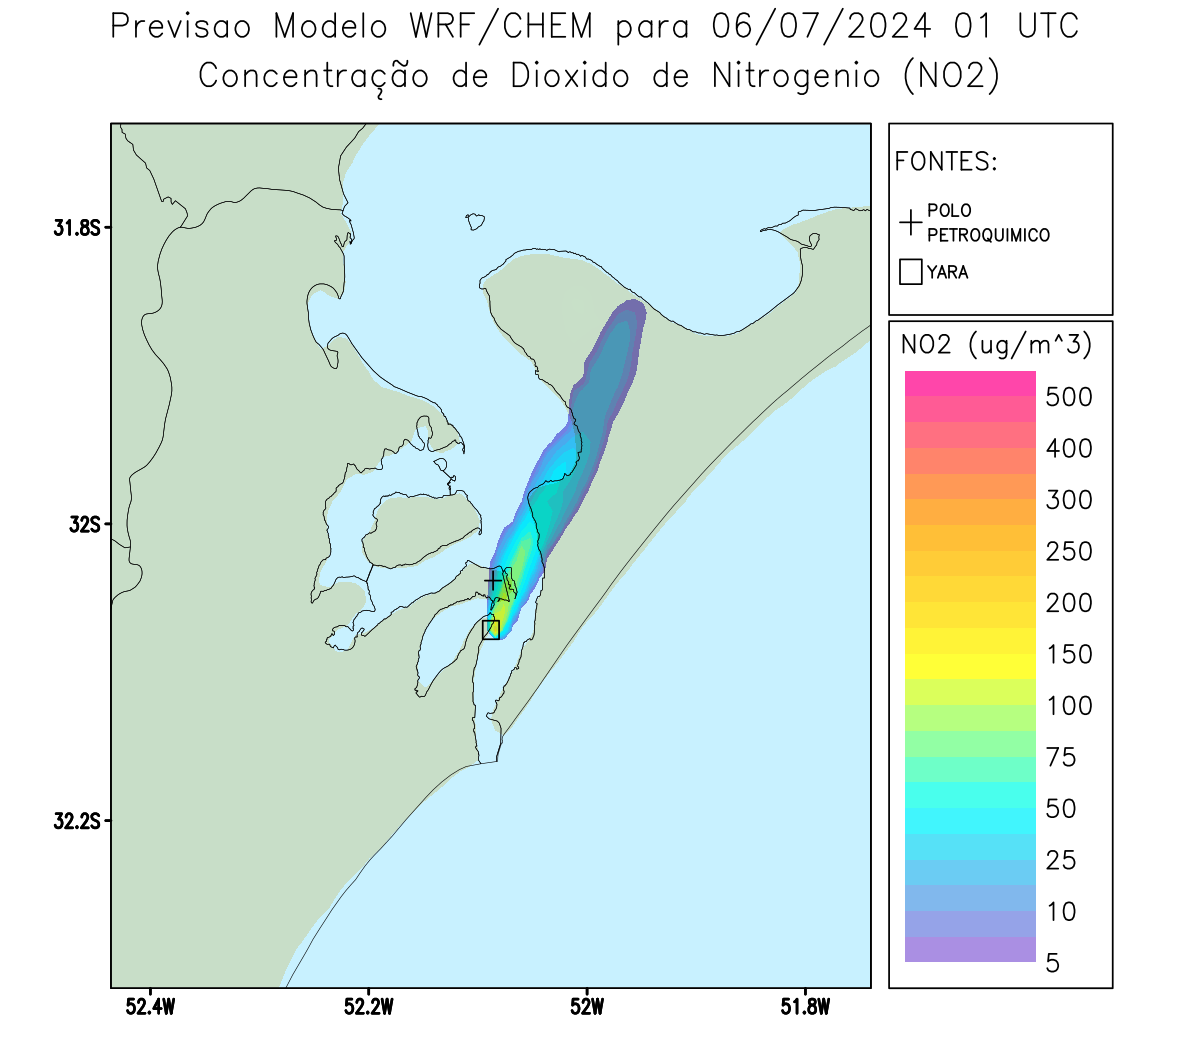 Previsao Modelo WRF/CHEM para 06/07/2024 01 UTC
Concentração de Dioxido de Nitrogenio (NO2)
FONTES:
POLO
PETROQUIMICO
YARA
NO2 (ug/m^3)
500
400
300
250
200
150
100
75
50
25
10
5
31.8S
32S
32.2S
52.4W
52.2W
52W
51.8W